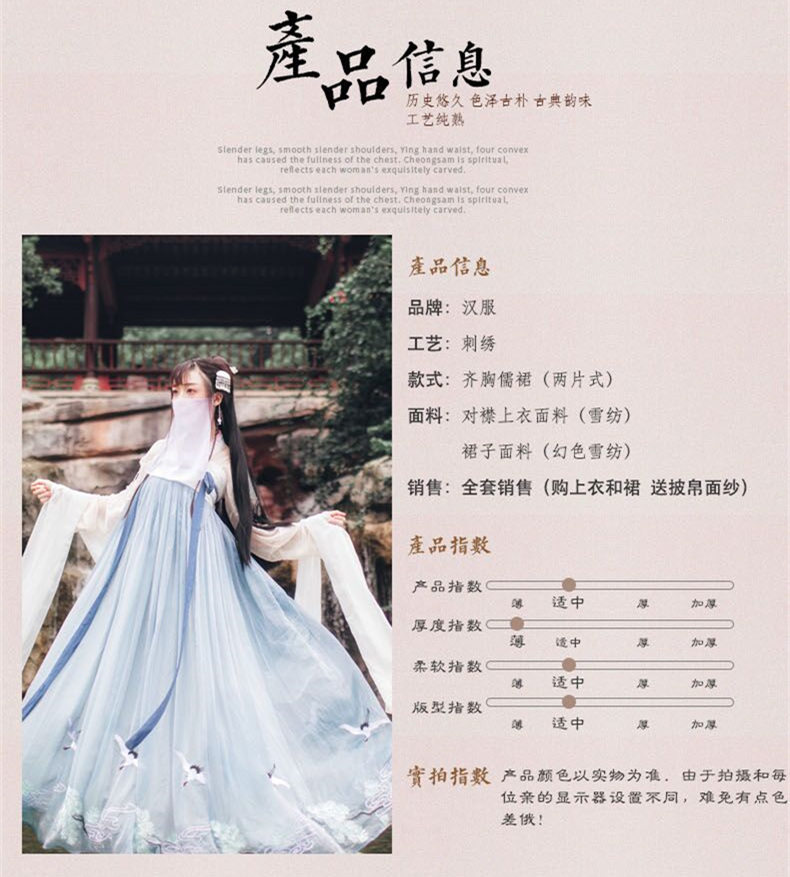 產品信息
历史悠久 色泽古朴 古典韵味
工艺纯熟
Slender legs, smooth slender shoulders, Ying hand waist, four convex
has caused the fullness of the chest. Cheongsam is spiritual,
reflects each woman's exquisitely carved.
Slender legs, smooth slender shoulders, Ying hand waist, four convex
has caused the fullness of the chest. Cheongsam is spiritual,
reflects each woman's exquisitely carved.
產品信息
品牌：汉服
工艺：刺绣
款式：齐胸儒裙（两片式）
面料：对襟上衣面料（雪纺）
裙子面料（幻色雪纺）
销售：全套销售（购上衣和裙 送披帛面纱）
產品指數
产品指数
薄 适中 厚 加厚
厚度指数
薄 适中 厚 加厚
柔软指数
薄 适中 厚 加厚
版型指数
薄 适中 厚 加厚
實拍指數 产品颜色以实物为准．由于拍摄和每
位亲的显示器设置不同，难免有点色
差俄！